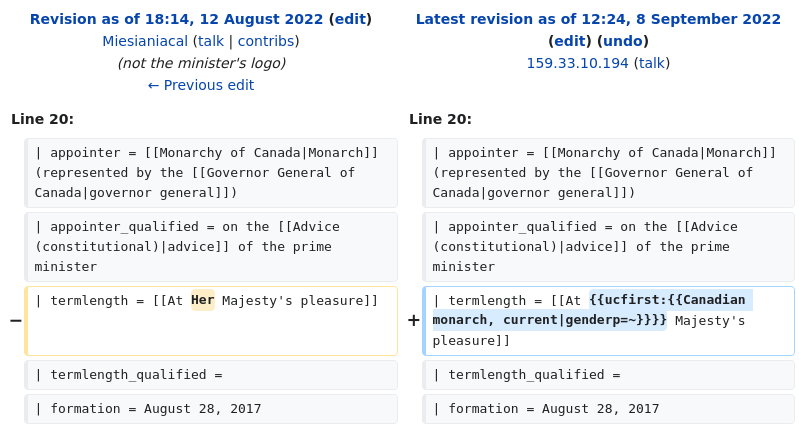 Revision as of 18:14, 12 August 2022 (edit)
Miesianiacal (talk | contribs)
(not the minister's logo)
← Previous edit
Latest revision as of 12:24, 8 September 2022
(edit) (undo)
159.33.10.194 (talk)
Line 20:
Line 20:
| appointer = [[Monarchy of Canada|Monarch]]
(represented by the [[Governor General of
Canada|governor general]])
| appointer = [[Monarchy of Canada|Monarch]]
(represented by the [[Governor General of
Canada|governor general]])
| appointer_qualified = on the [[Advice
(constitutional)|advice]] of the prime
minister
| appointer_qualified = on the [[Advice
(constitutional)|advice]] of the prime
minister
− | termlength = [[At Her Majesty's pleasure]]
+ | termlength = [[At {{ucfirst:{{Canadian
monarch, current|genderp=~}}}} Majesty's
pleasure]]
| termlength_qualified =
| termlength_qualified =
| formation = August 28, 2017
| formation = August 28, 2017